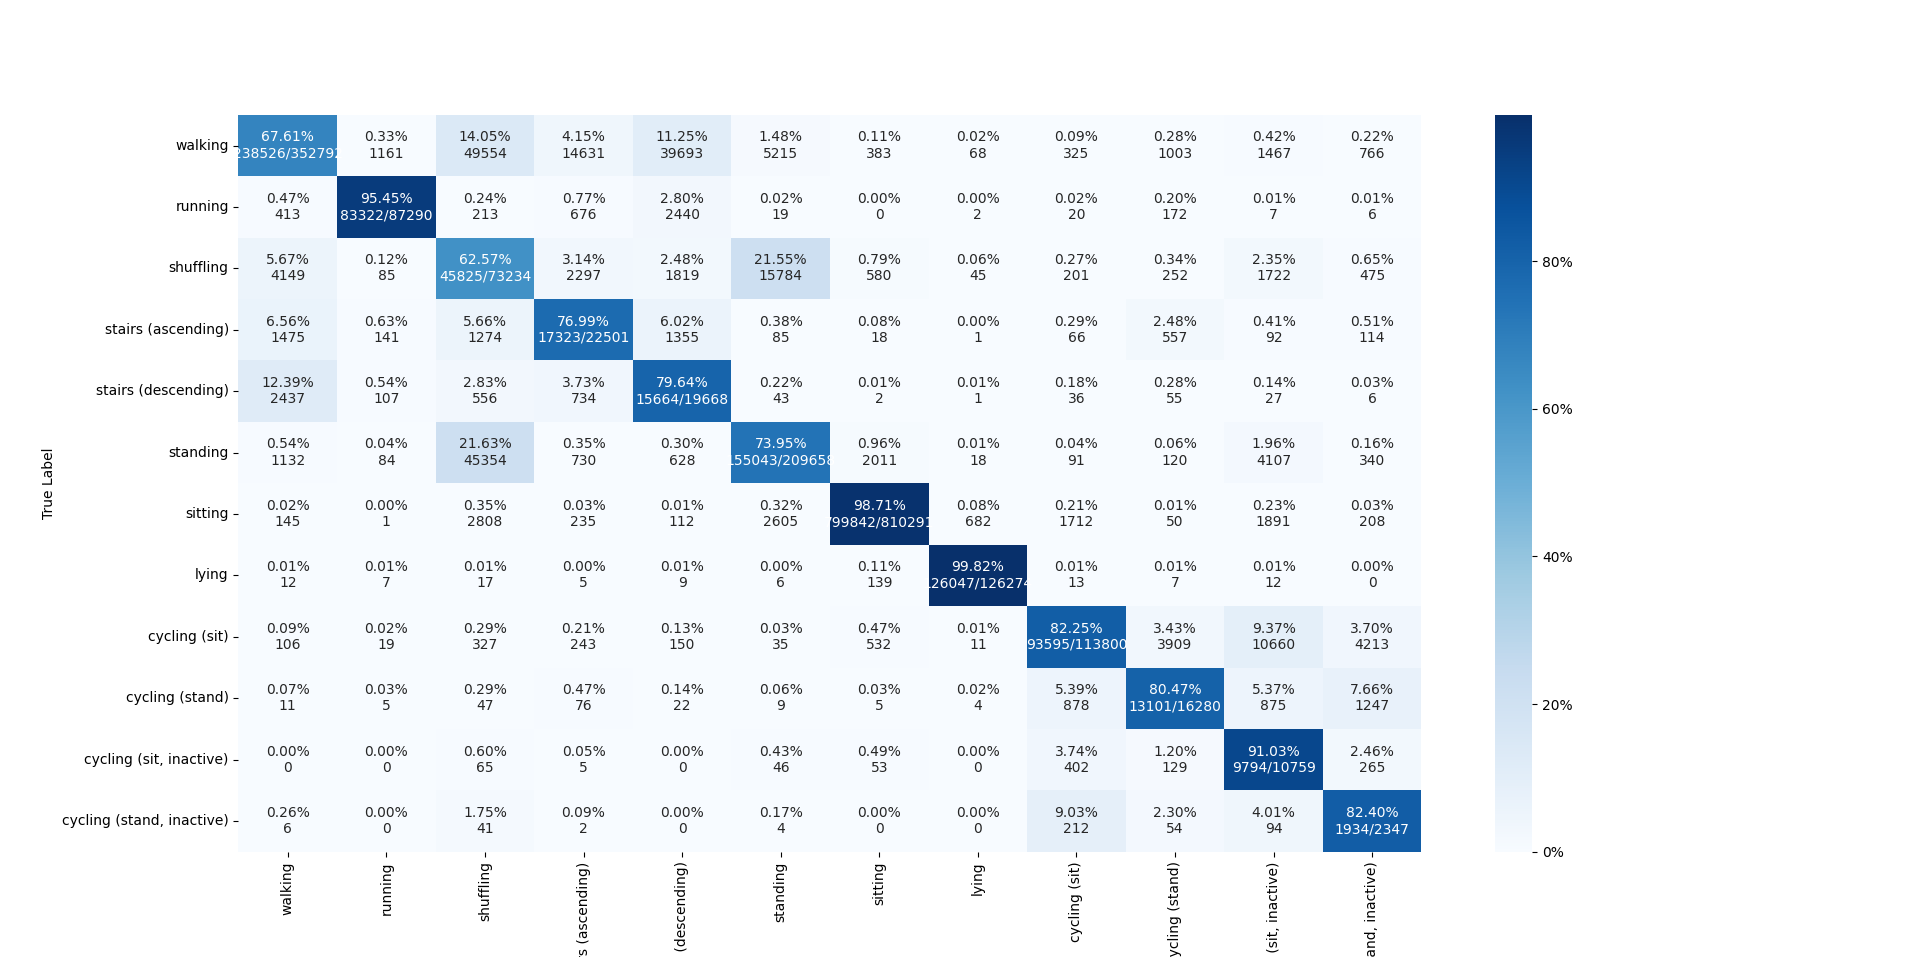 walking 67.61% 0.33% 14.05% 4.15% 11.25% 1.48% 0.11% 0.02% 0.09% 0.28% 0.42% 0.22%
238526/352792 1161 49554 14631 39693 5215 383 68 325 1003 1467 766
running 0.47% 95.45% 0.24% 0.77% 2.80% 0.02% 0.00% 0.00% 0.02% 0.20% 0.01% 0.01%
413 83322/87290 213 676 2440 19 0 2 20 172 7 6
shuffling 5.67% 0.12% 62.57% 3.14% 2.48% 21.55% 0.79% 0.06% 0.27% 0.34% 2.35% 0.65%
4149 85 45825/73234 2297 1819 15784 580 45 201 252 1722 475
80%
stairs (ascending) 6.56% 0.63% 5.66% 76.99% 6.02% 0.38% 0.08% 0.00% 0.29% 2.48% 0.41% 0.51%
1475 141 1274 17323/22501 1355 85 18 1 66 557 92 114
stairs (descending) 12.39% 0.54% 2.83% 3.73% 79.64% 0.22% 0.01% 0.01% 0.18% 0.28% 0.14% 0.03%
2437 107 556 734 15664/19668 43 2 1 36 55 27 6
60%
standing 0.54% 0.04% 21.63% 0.35% 0.30% 73.95% 0.96% 0.01% 0.04% 0.06% 1.96% 0.16%
1132 84 45354 730 628 155043/209658 2011 18 91 120 4107 340
True Label
sitting 0.02% 0.00% 0.35% 0.03% 0.01% 0.32% 98.71% 0.08% 0.21% 0.01% 0.23% 0.03%
145 1 2808 235 112 2605 799842/810291 682 1712 50 1891 208
40%
lying 0.01% 0.01% 0.01% 0.00% 0.01% 0.00% 0.11% 99.82% 0.01% 0.01% 0.01% 0.00%
12 7 17 5 9 6 139 126047/126274 13 7 12 0
cycling (sit) 0.09% 0.02% 0.29% 0.21% 0.13% 0.03% 0.47% 0.01% 82.25% 3.43% 9.37% 3.70%
106 19 327 243 150 35 532 11 93595/113800 3909 10660 4213
cycling (stand) 0.07% 0.03% 0.29% 0.47% 0.14% 0.06% 0.03% 0.02% 5.39% 80.47% 5.37% 7.66%
11 5 47 76 22 9 5 4 878 13101/16280 875 1247
20%
cycling (sit, inactive) 0.00% 0.00% 0.60% 0.05% 0.00% 0.43% 0.49% 0.00% 3.74% 1.20% 91.03% 2.46%
0 0 65 5 0 46 53 0 402 129 9794/10759 265
cycling (stand, inactive) 0.26% 0.00% 1.75% 0.09% 0.00% 0.17% 0.00% 0.00% 9.03% 2.30% 4.01% 82.40%
6 0 41 2 0 4 0 0 212 54 94 1934/2347
0%
walking
running
shuffling
(ascending)
(descending)
standing
sitting
lying
cycling (sit)
ycling (stand)
(sit, inactive)
and, inactive)